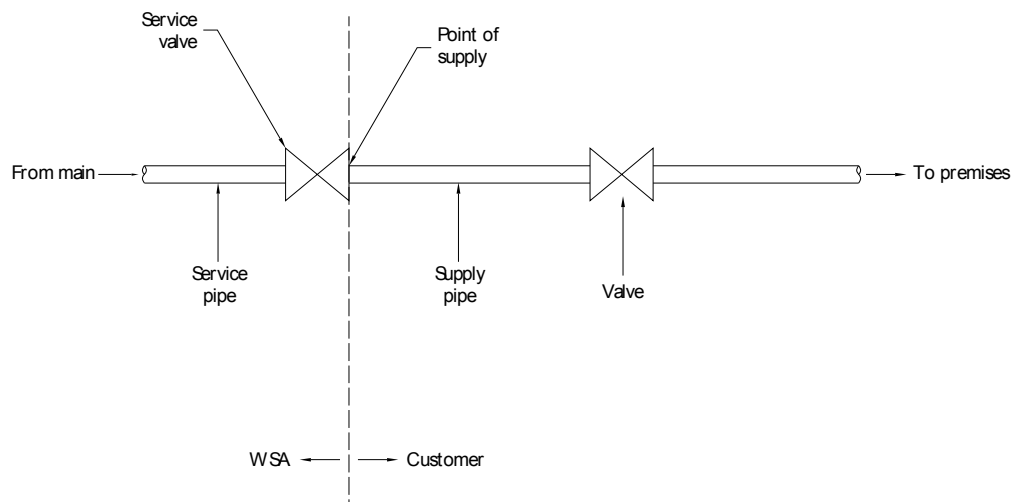 Service
valve
Point of
supply
From main
To premises
Service
pipe
Supply
pipe
Valve
WSA
Customer